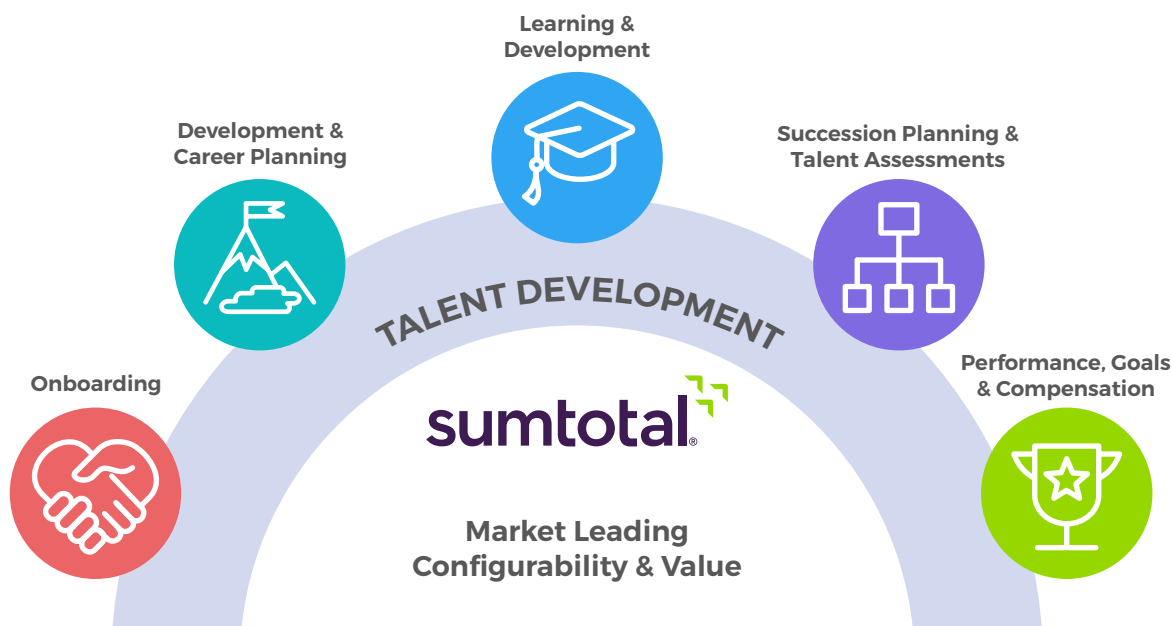 Learning &
Development
Development &
Career Planning
Succession Planning &
Talent Assessments
TALENT DEVELOPMENT
Onboarding
Performance, Goals
& Compensation
sumtotal®
Market Leading
Configurability & Value